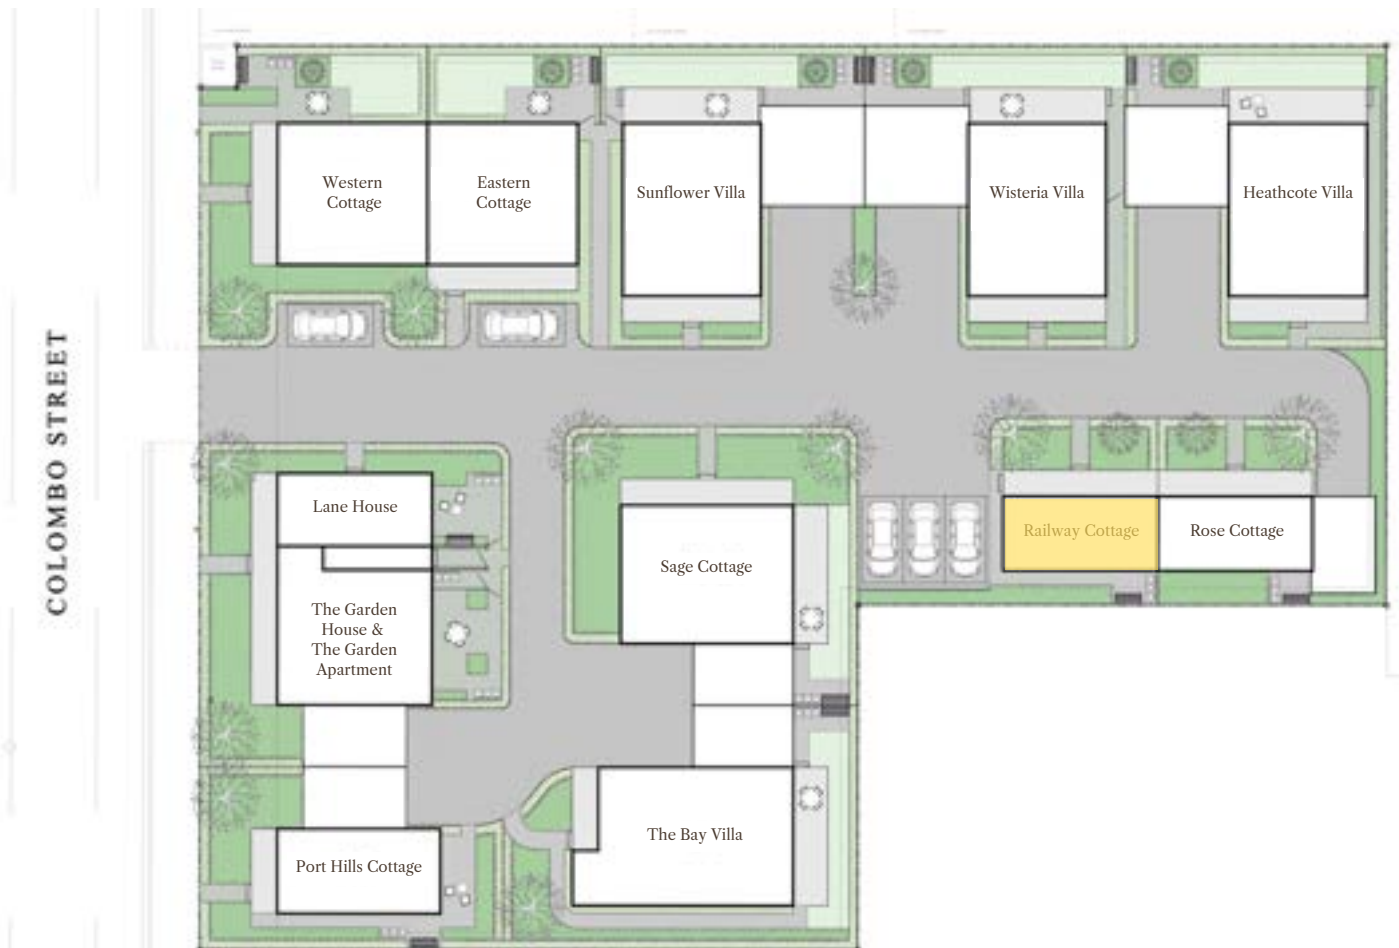 Western
Cottage
Eastern
Cottage
Sunflower Villa
Wisteria Villa
Heathcote Villa
COLOMBO STREET
Lane House
The Garden
House &
The Garden
Apartment
Sage Cottage
Railway Cottage
Rose Cottage
The Bay Villa
Port Hills Cottage